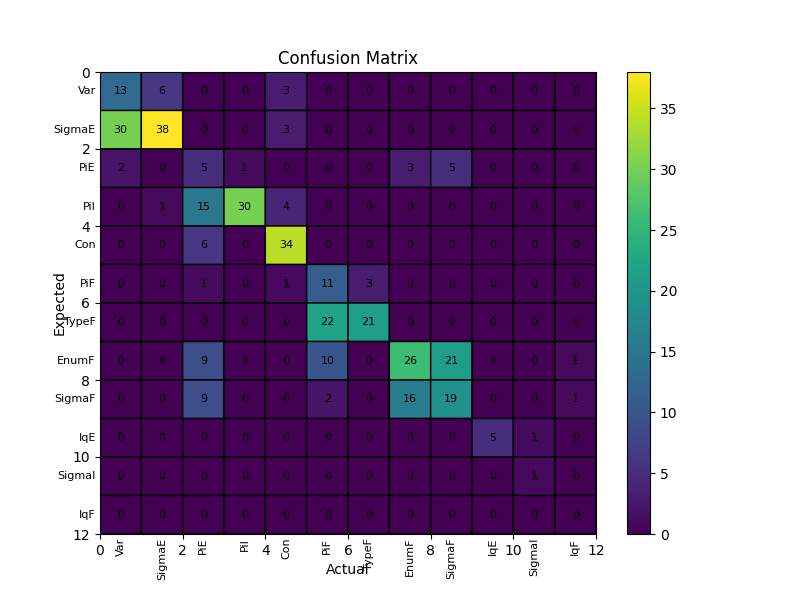 Confusion Matrix
0
Var 13 6 0 0 3 0 0 0 0 0 0 0
SigmaE 30 38 0 0 3 0 0 0 0 0 0 0
2
PiE 2 0 5 1 0 0 0 3 5 0 0 0
PiI 0 1 15 30 4 0 0 0 0 0 0 0
4
Con 0 0 6 0 34 0 0 0 0 0 0 0
PiF 0 0 1 0 1 11 3 0 0 0 0 0
Expected
6
TypeF 0 0 0 0 0 22 21 0 0 0 0 0
EnumF 0 0 9 0 0 10 0 26 21 0 0 1
8
SigmaF 0 0 9 0 0 2 0 16 19 0 0 1
IqE 0 0 0 0 0 0 0 0 0 5 1 0
10
SigmaI 0 0 0 0 0 0 0 0 0 0 1 0
IqF 0 0 0 0 0 0 0 0 0 0 0 0
12
0 2 4 6 8 10 12
Var SigmaE PiE PiI Con PiF TypeF EnumF SigmaF IqE SigmaI IqF
Actual
35
30
25
20
15
10
5
0